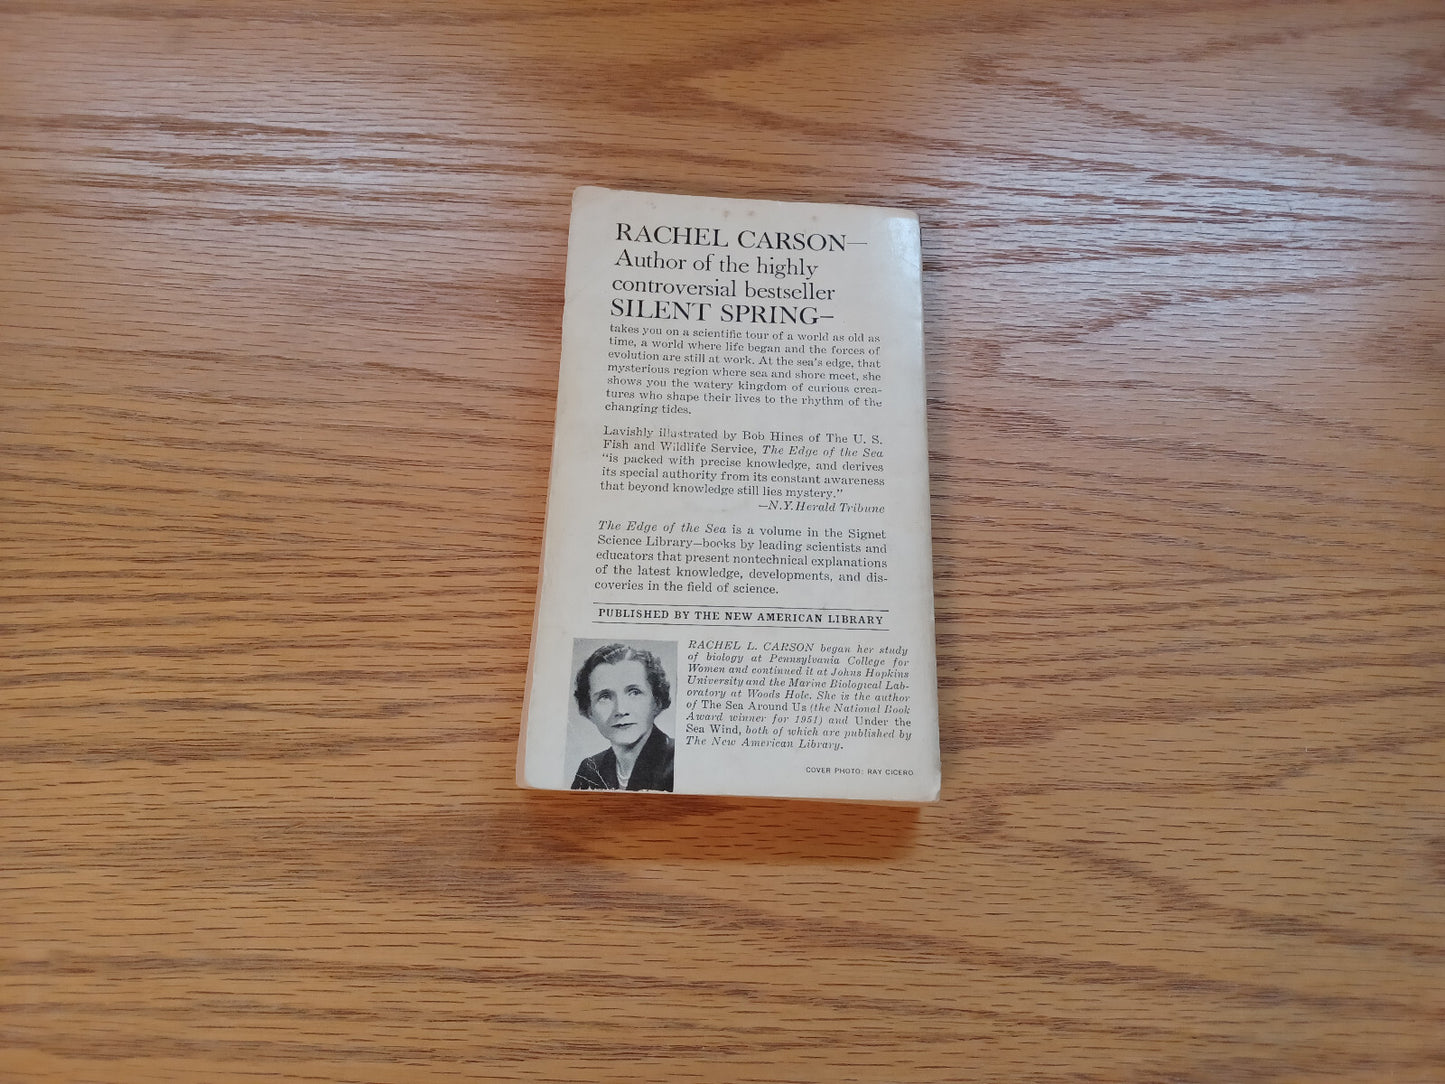 RACHEL CARSON—
Author of the highly
controversial bestseller
SILENT SPRING—
takes you on a scientific tour of a world as old as
time, a world where life began and the forces of
evolution are still at work. At the sea's edge, that
mysterious region where sea and shore meet, she
shows you the watery kingdom of curious crea-
tures who shape their lives to the rhythm of the
changing tides.
Lavishly illustrated by Bob Hines of The U. S.
Fish and Wildlife Service, The Edge of the Sea
"is packed with precise knowledge, and derives
its special authority from its constant awareness
that beyond knowledge still lies mystery."
—N.Y. Herald Tribune
The Edge of the Sea is a volume in the Signet
Science Library—books by leading scientists and
educators that present nontechnical explanations
of the latest knowledge, developments, and dis-
coveries in the field of science.
PUBLISHED BY THE NEW AMERICAN LIBRARY
RACHEL L. CARSON began her study
of biology at Pennsylvania College for
Women and continued it at Johns Hopkins
University and the Marine Biological Lab-
oratory at Woods Hole. She is the author
of The Sea Around Us (the National Book
Award winner for 1951) and Under the
Sea Wind, both of which are published by
The New American Library.
COVER PHOTO: RAY CICERO